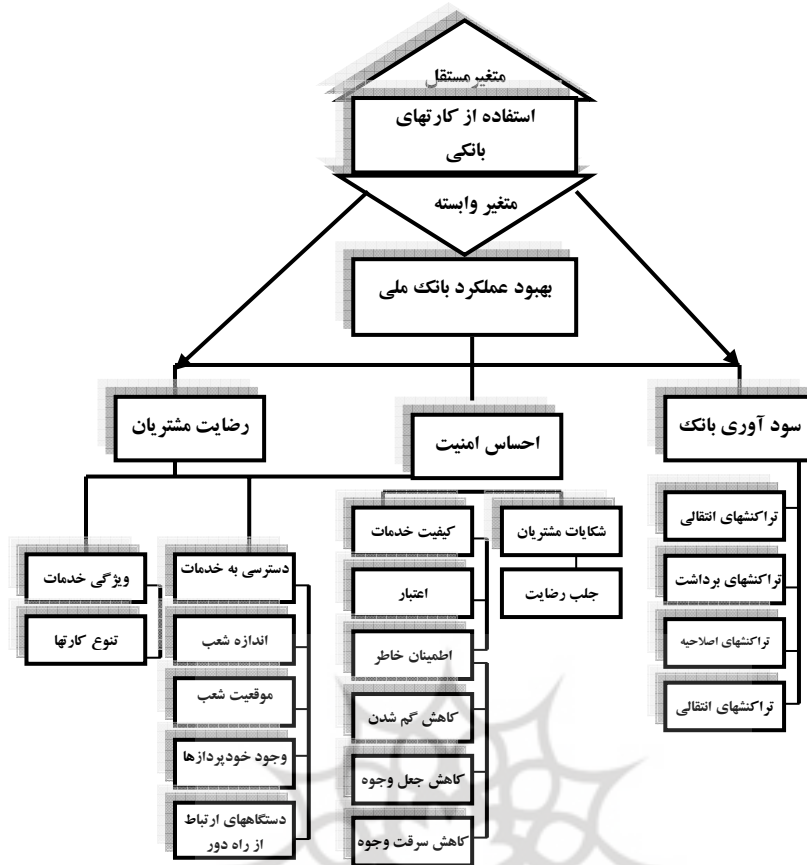 متغیر مستقل
استفاده از کارتهای
بانکی
متغیر وابسته
بهبود عملکرد بانک ملی
رضایت مشتریان
احساس امنیت
سود آوری بانک
ویژگی خدمات
تنوع کارتها
دسترسی به خدمات
اندازه شعب
موقعیت شعب
وجود خودپردازها
دستگاههای ارتباط
از راه دور
کیفیت خدمات
اعتبار
اطمینان خاطر
کاهش گم شدن
کاهش جعل وجوه
کاهش سرقت وجوه
شکایات مشتریان
جلب رضایت
تراکنشهای انتقالی
تراکنشهای برداشت
تراکنشهای اصلاحیه
تراکنشهای انتقالی